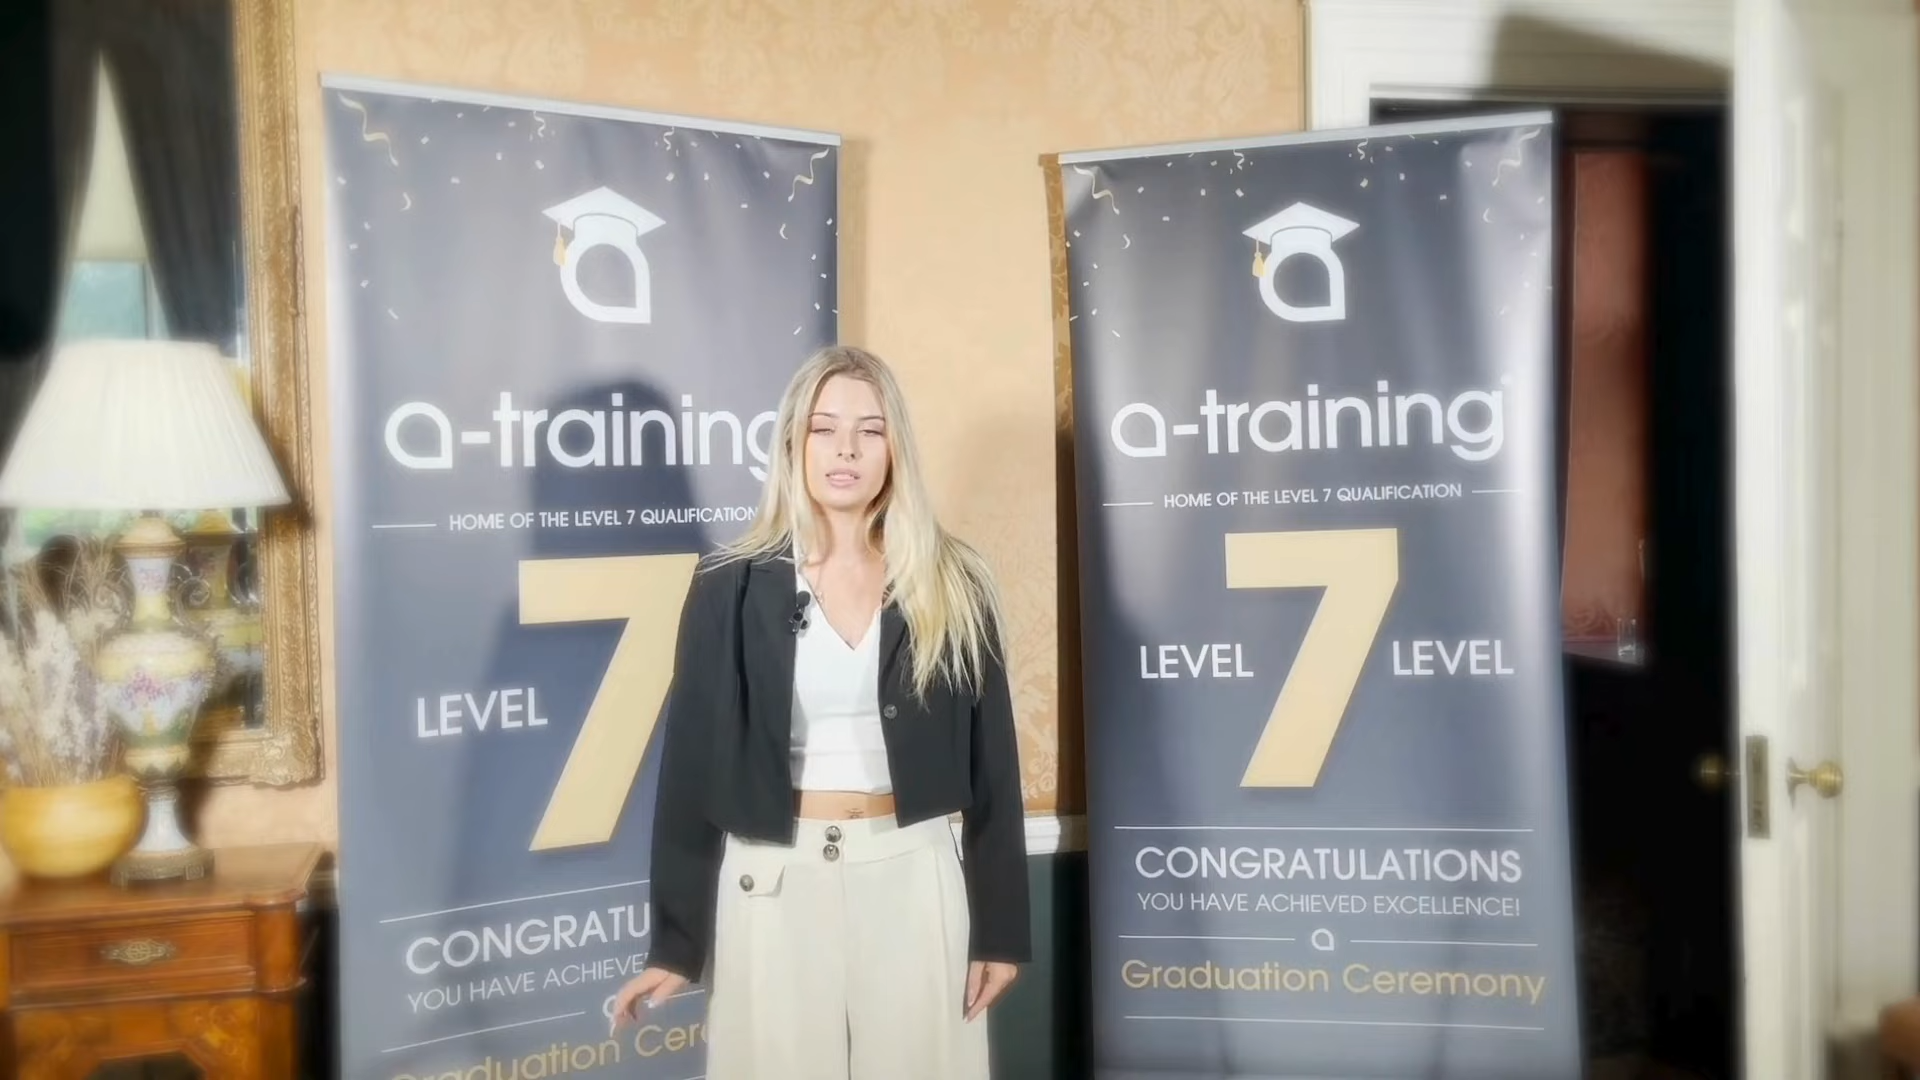 a-training
HOME OF THE LEVEL 7 QUALIFICATION
7
LEVEL
CONGRATU
YOU HAVE ACHIEVE
Graduation Cere
a-training
HOME OF THE LEVEL 7 QUALIFICATION
LEVEL 7 LEVEL
CONGRATULATIONS
YOU HAVE ACHIEVED EXCELLENCE!
Graduation Ceremony